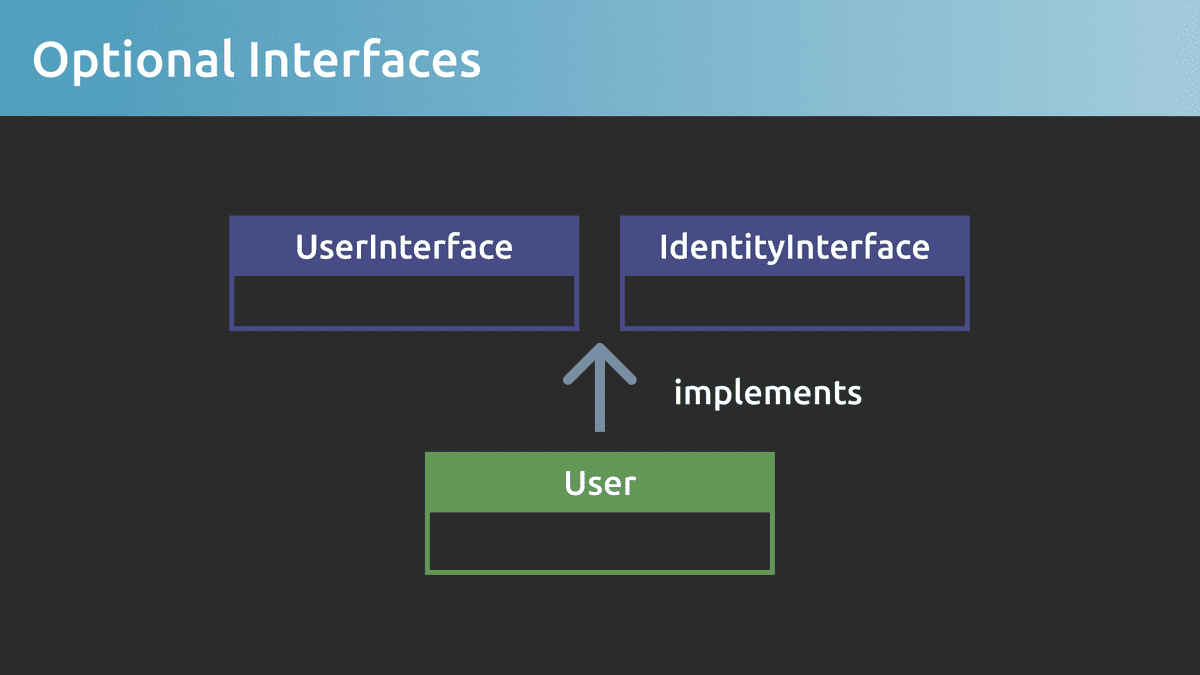 Optional Interfaces
UserInterface
IdentityInterface
implements
User